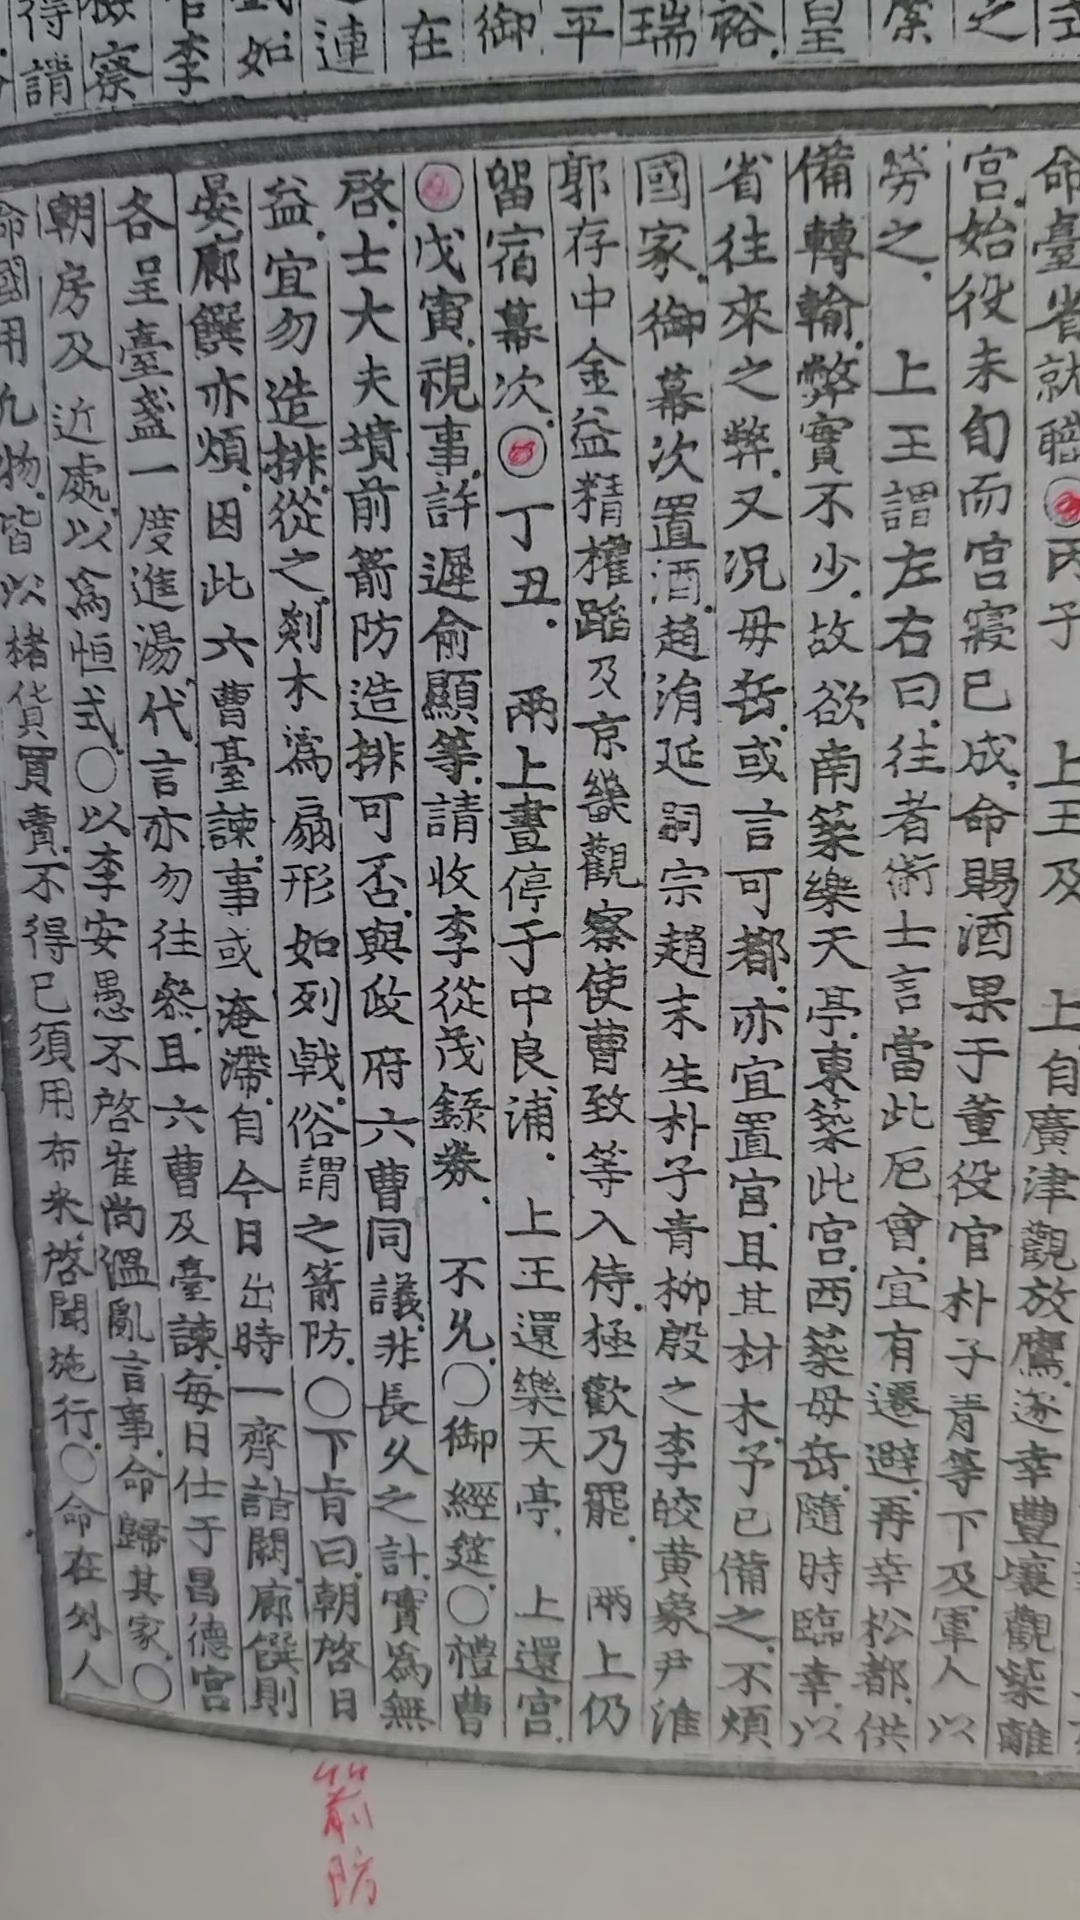 命臺省就職丙子 上王及 上自廣津觀放鷹遂幸豊壤觀築離
宮始役未旬而宮寢已成命賜酒果于董役官朴子青等下及軍人以
勞之 上王謂左右曰往者術士言當此厄會宜有遷避再幸松都供
備轉輸弊實不少故欲南築樂天亭東築此宮西築毋岳隨時臨幸以
省往來之弊又況毋岳或言可都亦宜置宮且其材木予已備之不煩
國家御幕次置酒趙涓延嗣宗趙末生朴子青柳殷之李皎黄象尹淮
郭存中金益精權蹈及京畿觀察使曹致等入侍極歡乃罷 兩上仍
留宿幕次丁丑 兩上晝停于中良浦 上王還樂天亭 上還宮
戊寅視事許遲俞顯等請收李從茂錄券 不允○御經筵○禮曹
啓士大夫墳前箭防造排可否與政府六曹同議非長久之計實爲無
益宜勿造排從之剡木爲扇形如列戟俗謂之箭防○下旨曰朝啓日
晏廊饌亦煩因此六曹臺諫事或淹滯自今日出時一齊詣闕廊饌則
各呈臺盞一度進湯代言亦勿往叅且六曹及臺諫每日仕于昌德宮
朝房及近處以爲恒式○以李安愚不啓崔尚溫亂言事命歸其家○
命國用凢物皆以楮貨買賣不得已須用布米啓聞施行○命在外人
箭防